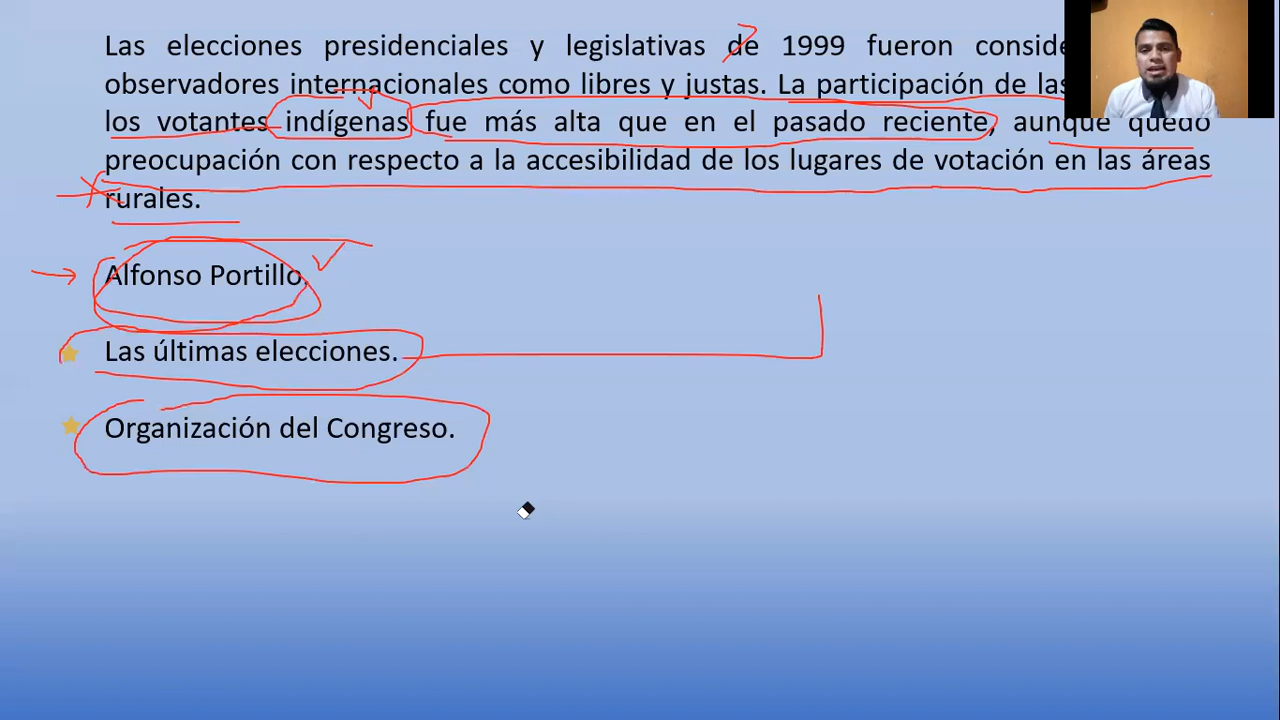 Las elecciones presidenciales y legislativas de 1999 fueron
observadores internacionales como libres y justas. La participación de
los votantes indígenas fue más alta que en el pasado reciente, aunque quedó
preocupación con respecto a la accesibilidad de los lugares de votación en las áreas
rurales.
Alfonso Portillo.
Las últimas elecciones.
Organización del Congreso.